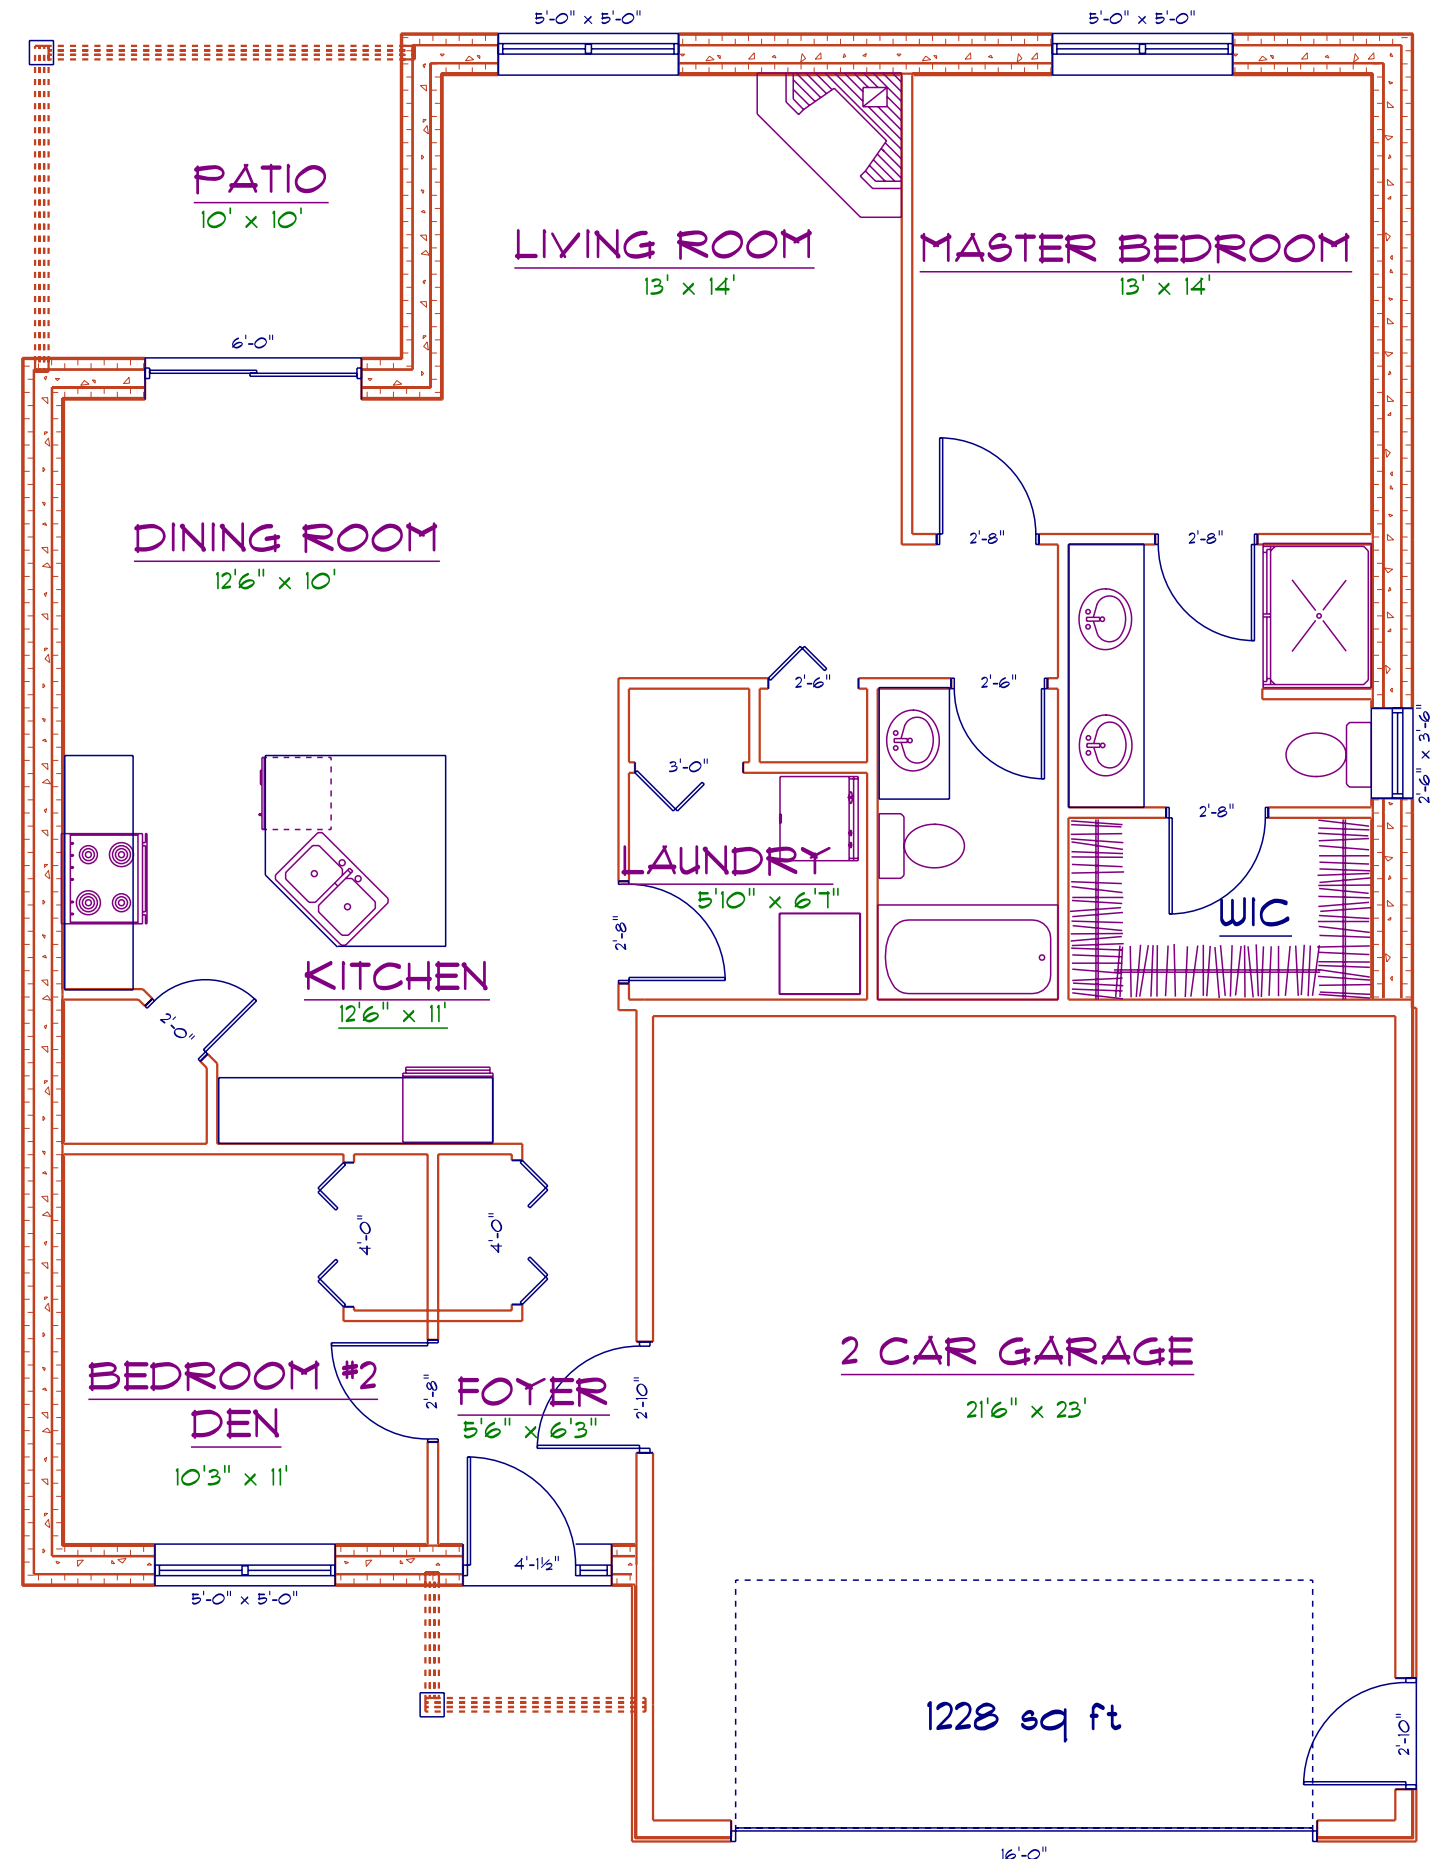 5'-0" x 5'-0"
5'-0" x 5'-0"
PATIO
10' x 10'
LIVING ROOM
13' x 14'
MASTER BEDROOM
13' x 14'
6'-0"
DINING ROOM
12'6" x 10'
2'-8"
2'-8"
2'-6"
2'-6"
2'-6" x 3'-6"
3'-0"
2'-8"
LAUNDRY
5'10" x 6'7"
2'-8"
WIC
KITCHEN
12'6" x 11'
2'-0"
4'-0"
4'-0"
2 CAR GARAGE
21'6" x 23'
BEDROOM #2
DEN
10'3" x 11'
2'-8"
FOYER
5'6" x 6'3"
2'-10"
4'-1½"
5'-0" x 5'-0"
1228 sq ft
2'-10"
16'-0"